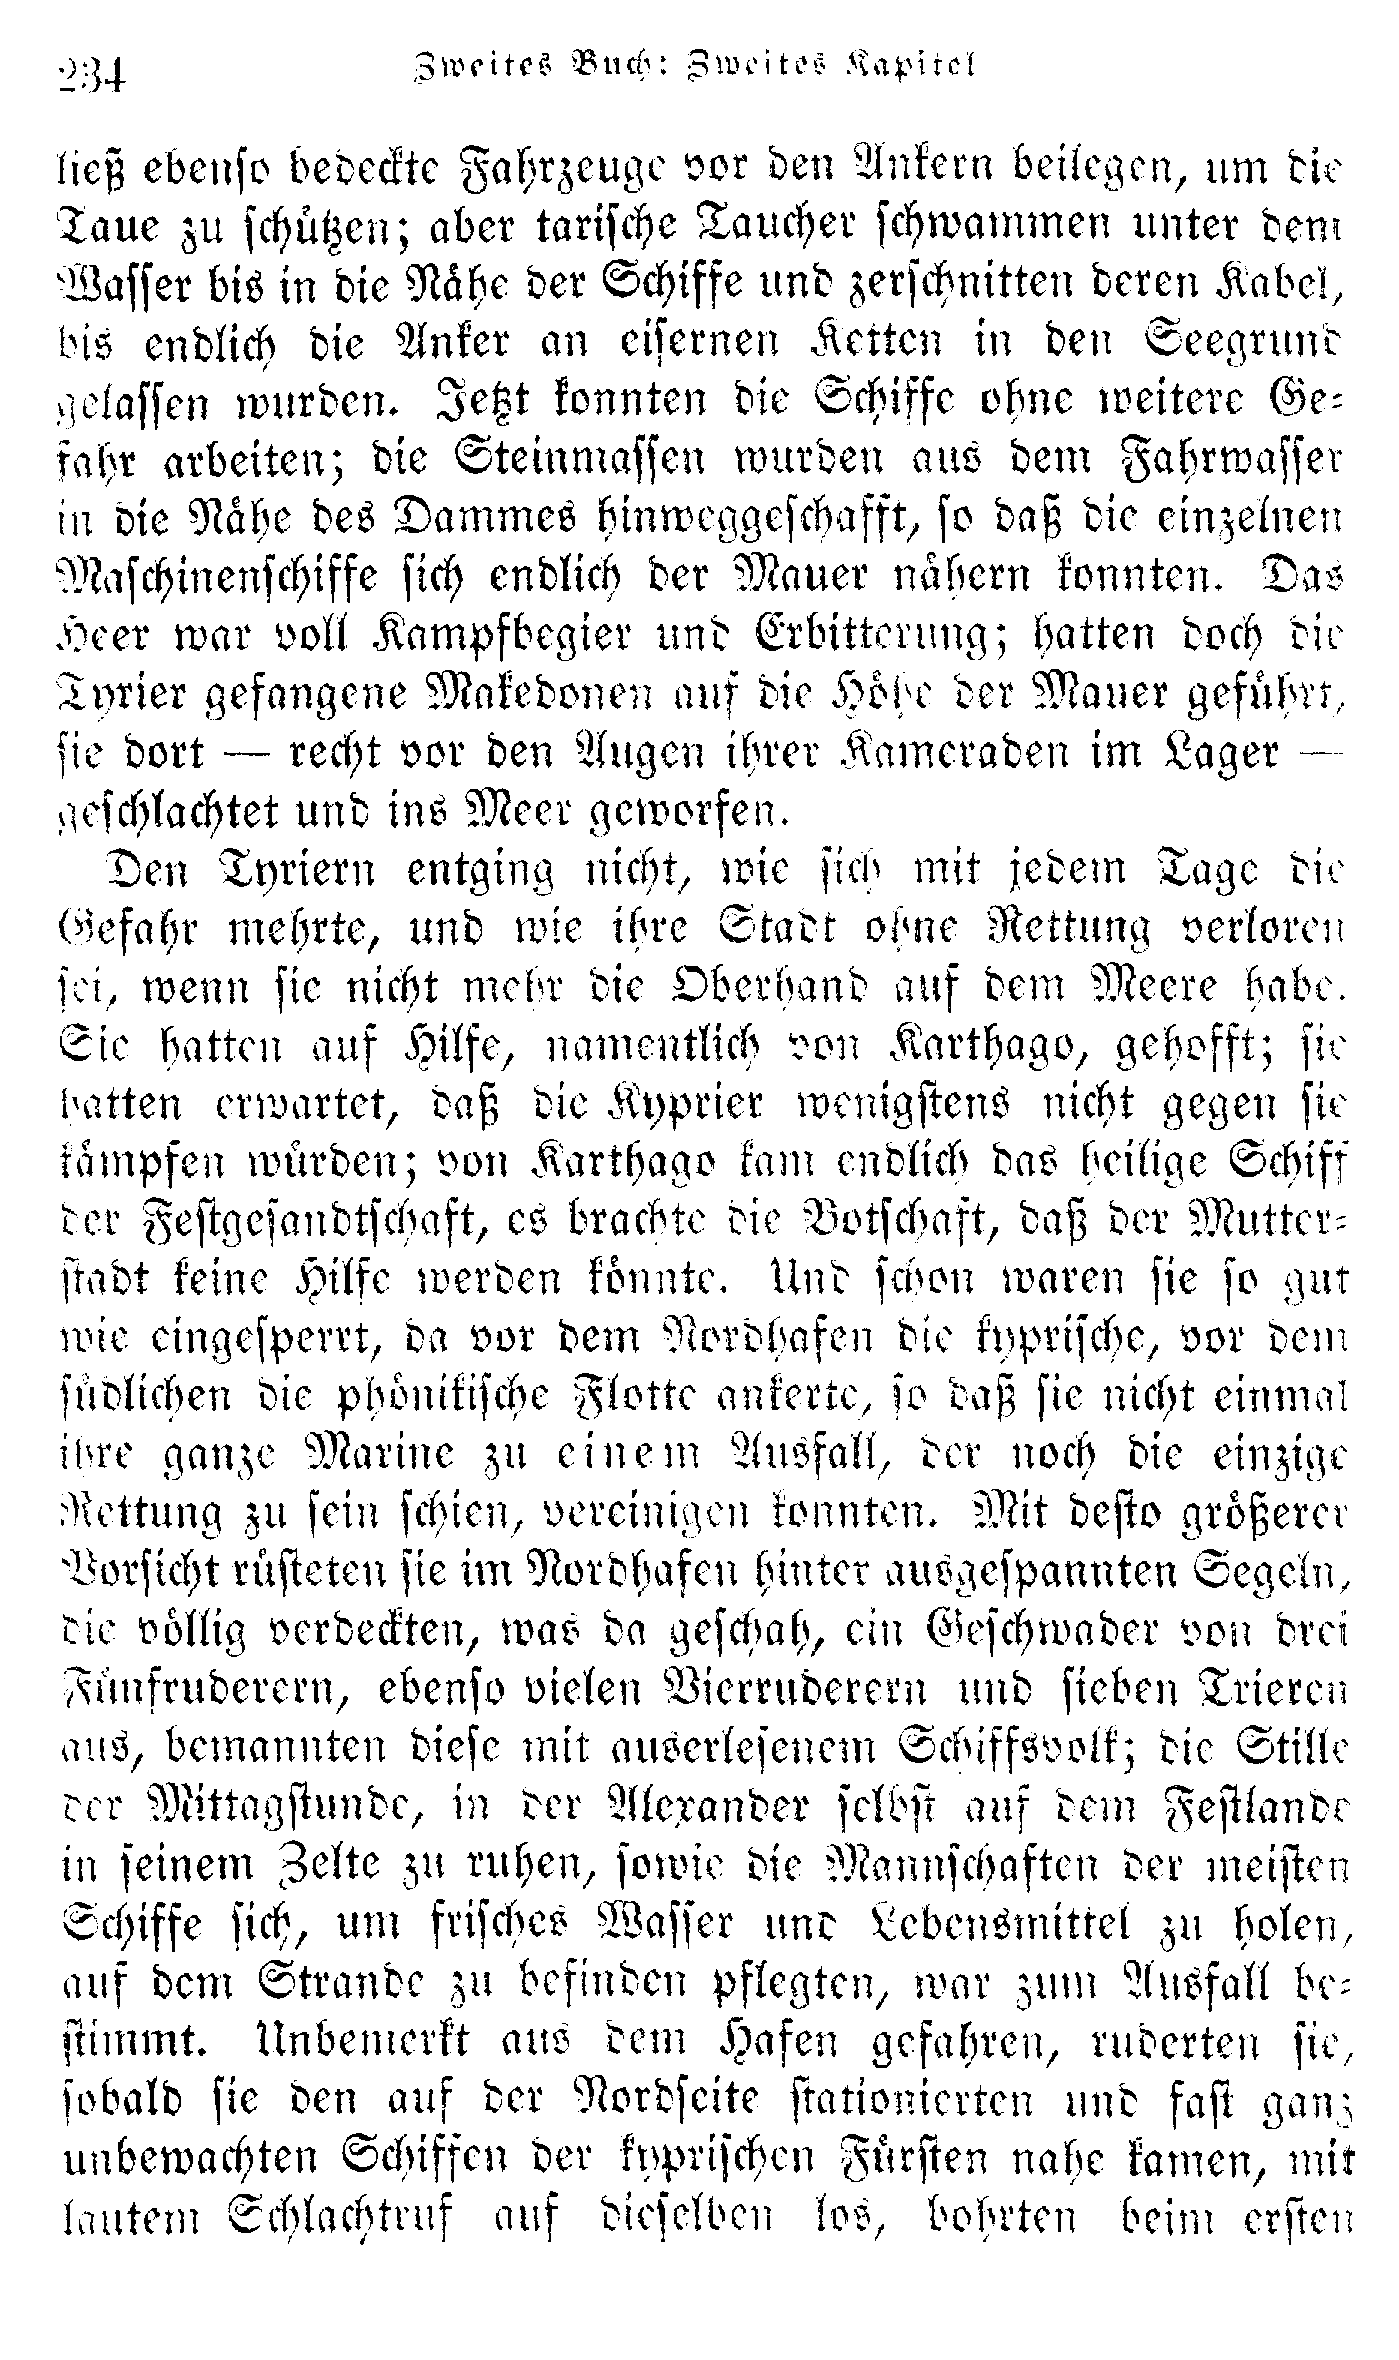 234
Zweites Buch: Zweites Kapitel
ließ ebenso bedeckte Fahrzeuge vor den Ankern beilegen, um die
Taue zu schützen; aber tarische Taucher schwammen unter dem
Wasser bis in die Nähe der Schiffe und zerschnitten deren Kabel,
bis endlich die Anker an eisernen Ketten in den Seegrund
gelassen wurden. Jetzt konnten die Schiffe ohne weitere Ge-
fahr arbeiten; die Steinmassen wurden aus dem Fahrwasser
in die Nähe des Dammes hinweggeschafft, so daß die einzelnen
Maschinenschiffe sich endlich der Mauer nähern konnten. Das
Heer war voll Kampfbegier und Erbitterung; hatten doch die
Tyrier gefangene Makedonen auf die Höhe der Mauer geführt,
sie dort — recht vor den Augen ihrer Kameraden im Lager —
geschlachtet und ins Meer geworfen.
Den Tyriern entging nicht, wie sich mit jedem Tage die
Gefahr mehrte, und wie ihre Stadt ohne Rettung verloren
sei, wenn sie nicht mehr die Oberhand auf dem Meere habe.
Sie hatten auf Hilfe, namentlich von Karthago, gehofft; sie
hatten erwartet, daß die Kyprier wenigstens nicht gegen sie
kämpfen würden; von Karthago kam endlich das heilige Schiff
der Festgesandtschaft, es brachte die Botschaft, daß der Mutter-
stadt keine Hilfe werden könnte. Und schon waren sie so gut
wie eingesperrt, da vor dem Nordhafen die kyprische, vor dem
südlichen die phönikische Flotte ankerte, so daß sie nicht einmal
ihre ganze Marine zu einem Ausfall, der noch die einzige
Rettung zu sein schien, vereinigen konnten. Mit desto größerer
Vorsicht rüsteten sie im Nordhafen hinter ausgespannten Segeln,
die völlig verdeckten, was da geschah, ein Geschwader von drei
Fünfruderern, ebenso vielen Vierruderern und sieben Trieren
aus, bemannten diese mit auserlesenem Schiffsvolk; die Stille
der Mittagstunde, in der Alexander selbst auf dem Festlande
in seinem Zelte zu ruhen, sowie die Mannschaften der meisten
Schiffe sich, um frisches Wasser und Lebensmittel zu holen,
auf dem Strande zu befinden pflegten, war zum Ausfall be-
stimmt. Unbemerkt aus dem Hafen gefahren, ruderten sie,
sobald sie den auf der Nordseite stationierten und fast ganz
unbewachten Schiffen der kyprischen Fürsten nahe kamen, mit
lautem Schlachtruf auf dieselben los, bohrten beim ersten